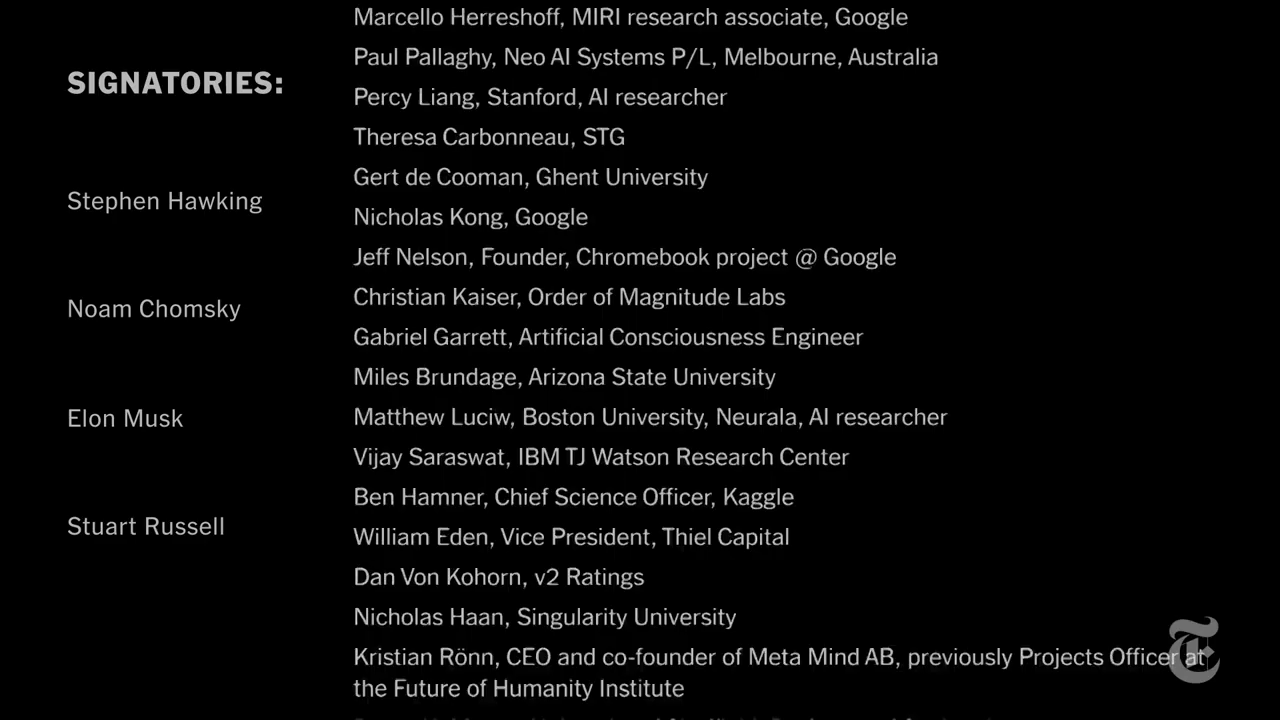 SIGNATORIES:
Stephen Hawking
Noam Chomsky
Elon Musk
Stuart Russell
Marcello Herreshoff, MIRI research associate, Google
Paul Pallaghy, Neo AI Systems P/L, Melbourne, Australia
Percy Liang, Stanford, AI researcher
Theresa Carbonneau, STG
Gert de Cooman, Ghent University
Nicholas Kong, Google
Jeff Nelson, Founder, Chromebook project @ Google
Christian Kaiser, Order of Magnitude Labs
Gabriel Garrett, Artificial Consciousness Engineer
Miles Brundage, Arizona State University
Matthew Luciw, Boston University, Neurala, AI researcher
Vijay Saraswat, IBM TJ Watson Research Center
Ben Hamner, Chief Science Officer, Kaggle
William Eden, Vice President, Thiel Capital
Dan Von Kohorn, v2 Ratings
Nicholas Haan, Singularity University
Kristian Rönn, CEO and co-founder of Meta Mind AB, previously Projects Officer at
the Future of Humanity Institute
T